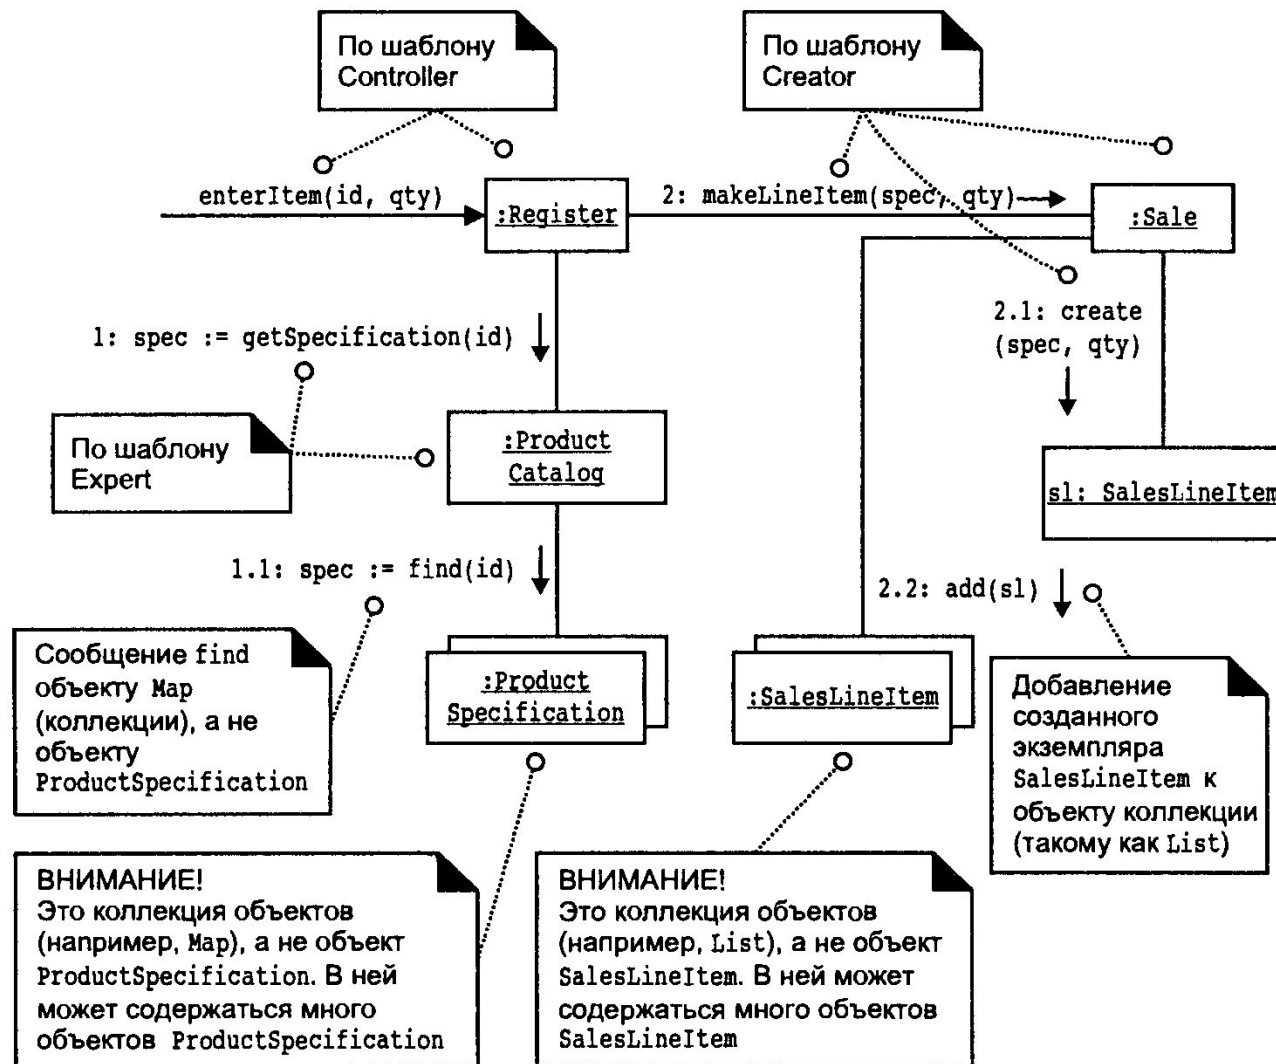 По шаблону
Controller
По шаблону
Creator
enterItem(id, qty)
:Register
2: makeLineItem(spec, qty)
:Sale
1: spec := getSpecification(id)
2.1: create
(spec, qty)
По шаблону
Expert
:Product
Catalog
sl: SalesLineItem
1.1: spec := find(id)
2.2: add(sl)
Сообщение find
объекту Map
(коллекции), а не
объекту
ProductSpecification
:Product
Specification
:SalesLineItem
Добавление
созданного
экземпляра
SalesLineItem к
объекту коллекции
(такому как List)
ВНИМАНИЕ!
Это коллекция объектов
(например, Map), а не объект
ProductSpecification. В ней
может содержаться много
объектов ProductSpecification
ВНИМАНИЕ!
Это коллекция объектов
(например, List), а не объект
SalesLineItem. В ней может
содержаться много объектов
SalesLineItem